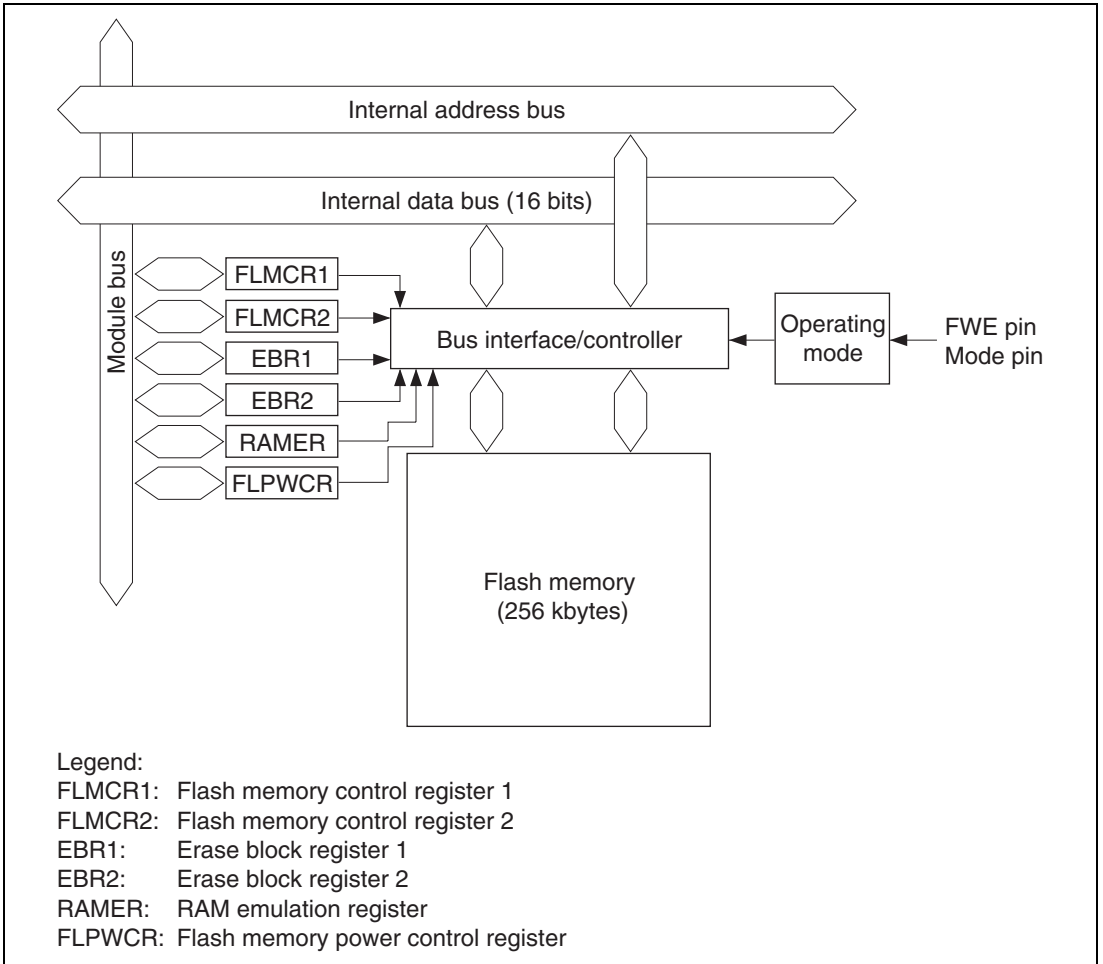 Internal address bus
Internal data bus (16 bits)
Module bus
FLMCR1
FLMCR2
EBR1
EBR2
RAMER
FLPWCR
Bus interface/controller
Operating
mode
FWE pin
Mode pin
Flash memory
(256 kbytes)
Legend:
FLMCR1: Flash memory control register 1
FLMCR2: Flash memory control register 2
EBR1: Erase block register 1
EBR2: Erase block register 2
RAMER: RAM emulation register
FLPWCR: Flash memory power control register